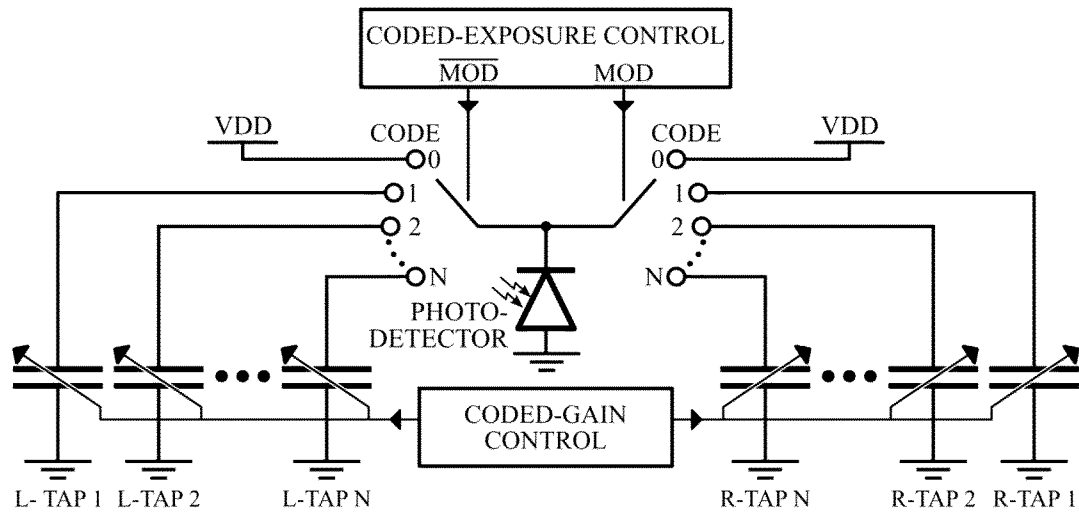 CODED-EXPOSURE CONTROL
MOD MOD
VDD CODE CODE VDD
0 0
1 1
2 2
N N
PHOTO-
DETECTOR
CODED-GAIN
CONTROL
L- TAP 1 L-TAP 2 L-TAP N R-TAP N R-TAP 2 R-TAP 1